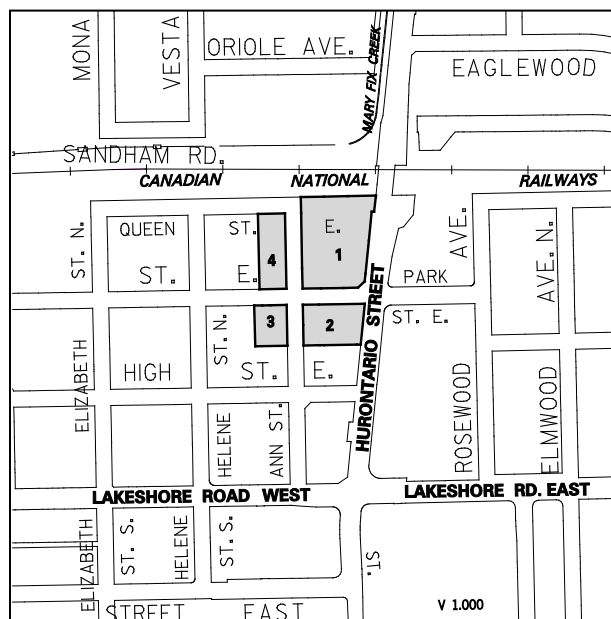 MONA
VESTA
ORIOLE AVE.
MARY FIX CREEK
EAGLEWOOD
SANDHAM RD.
CANADIAN NATIONAL RAILWAYS
ST. N.
QUEEN ST. E.
4
1
AVE.
AVE. N.
ST. E.
PARK
HURONTARIO STREET
3
2
ST. E.
ST. N.
ELIZABETH
HIGH ST. E.
HELENE
ANN ST.
ROSEWOOD
ELMWOOD
LAKESHORE ROAD WEST
LAKESHORE RD. EAST
ELIZABETH
ST. S.
HELENE
ST. S.
ST.
STREET EAST
V 1.000